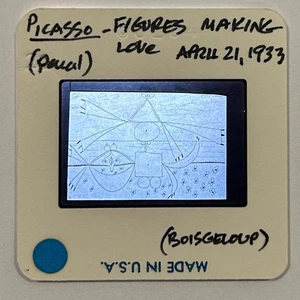 PICASSO - FIGURES MAKING
LOVE APRIL 21, 1933
(PENCIL)
(BOISGELOUP)
MADE IN U.S.A.